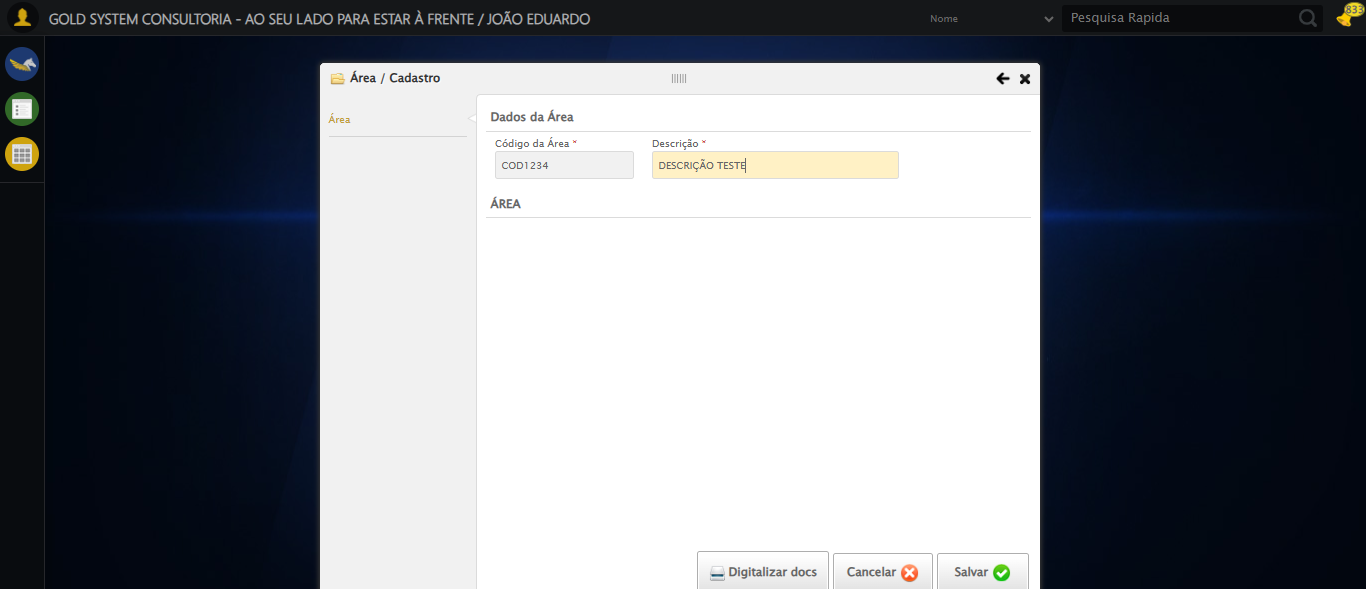 GOLD SYSTEM CONSULTORIA - AO SEU LADO PARA ESTAR À FRENTE / JOÃO EDUARDO
Nome
Pesquisa Rapida
833
Área / Cadastro
Área
Dados da Área
Código da Área *
Descrição *
COD1234
DESCRIÇÃO TESTE
ÁREA
Digitalizar docs
Cancelar
Salvar